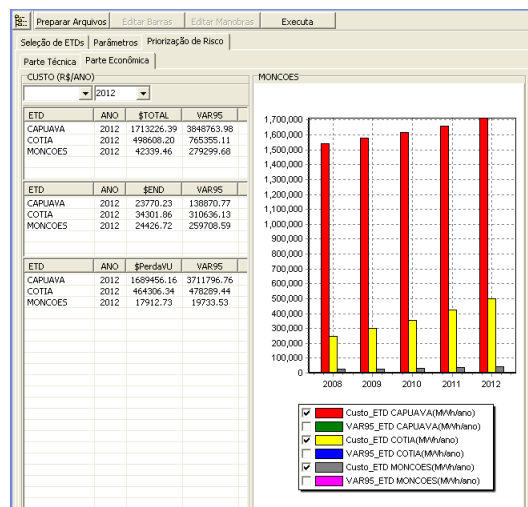 Preparar Arquivos Editar Barras Editar Manobras Executa
Seleção de ETDs Parâmetros Priorização de Risco
Parte Técnica Parte Econômica
CUSTO (R$/ANO)
2012
ETD ANO $TOTAL VAR95
CAPUAVA 2012 1713226.39 3848763.98
COTIA 2012 498608.20 765355.11
MONCOES 2012 42339.46 279299.68
ETD ANO $END VAR95
CAPUAVA 2012 23770.23 138870.77
COTIA 2012 34301.86 310636.13
MONCOES 2012 24426.72 259708.59
ETD ANO $PerdaVU VAR95
CAPUAVA 2012 1689456.16 3711796.76
COTIA 2012 464306.34 478289.44
MONCOES 2012 17912.73 19733.53
MONCOES
1,700,000
1,600,000
1,500,000
1,400,000
1,300,000
1,200,000
1,100,000
1,000,000
900,000
800,000
700,000
600,000
500,000
400,000
300,000
200,000
100,000
0
2008 2009 2010 2011 2012
Custo_ETD CAPUAVA(MWh/ano)
VAR95_ETD CAPUAVA(MWh/ano)
Custo_ETD COTIA(MWh/ano)
VAR95_ETD COTIA(MWh/ano)
Custo_ETD MONCOES(MWh/ano)
VAR95_ETD MONCOES(MWh/ano)